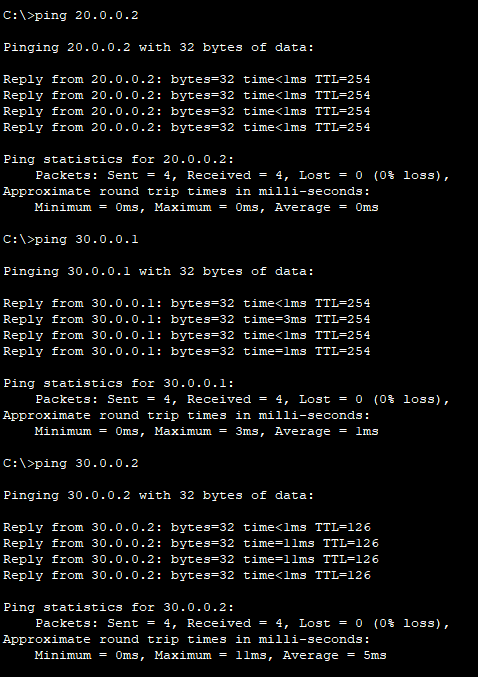 C:\>ping 20.0.0.2
Pinging 20.0.0.2 with 32 bytes of data:
Reply from 20.0.0.2: bytes=32 time<1ms TTL=254
Reply from 20.0.0.2: bytes=32 time<1ms TTL=254
Reply from 20.0.0.2: bytes=32 time<1ms TTL=254
Reply from 20.0.0.2: bytes=32 time<1ms TTL=254
Ping statistics for 20.0.0.2:
    Packets: Sent = 4, Received = 4, Lost = 0 (0% loss),
Approximate round trip times in milli-seconds:
    Minimum = 0ms, Maximum = 0ms, Average = 0ms
C:\>ping 30.0.0.1
Pinging 30.0.0.1 with 32 bytes of data:
Reply from 30.0.0.1: bytes=32 time<1ms TTL=254
Reply from 30.0.0.1: bytes=32 time=3ms TTL=254
Reply from 30.0.0.1: bytes=32 time<1ms TTL=254
Reply from 30.0.0.1: bytes=32 time=1ms TTL=254
Ping statistics for 30.0.0.1:
    Packets: Sent = 4, Received = 4, Lost = 0 (0% loss),
Approximate round trip times in milli-seconds:
    Minimum = 0ms, Maximum = 3ms, Average = 1ms
C:\>ping 30.0.0.2
Pinging 30.0.0.2 with 32 bytes of data:
Reply from 30.0.0.2: bytes=32 time<1ms TTL=126
Reply from 30.0.0.2: bytes=32 time=11ms TTL=126
Reply from 30.0.0.2: bytes=32 time=11ms TTL=126
Reply from 30.0.0.2: bytes=32 time<1ms TTL=126
Ping statistics for 30.0.0.2:
    Packets: Sent = 4, Received = 4, Lost = 0 (0% loss),
Approximate round trip times in milli-seconds:
    Minimum = 0ms, Maximum = 11ms, Average = 5ms